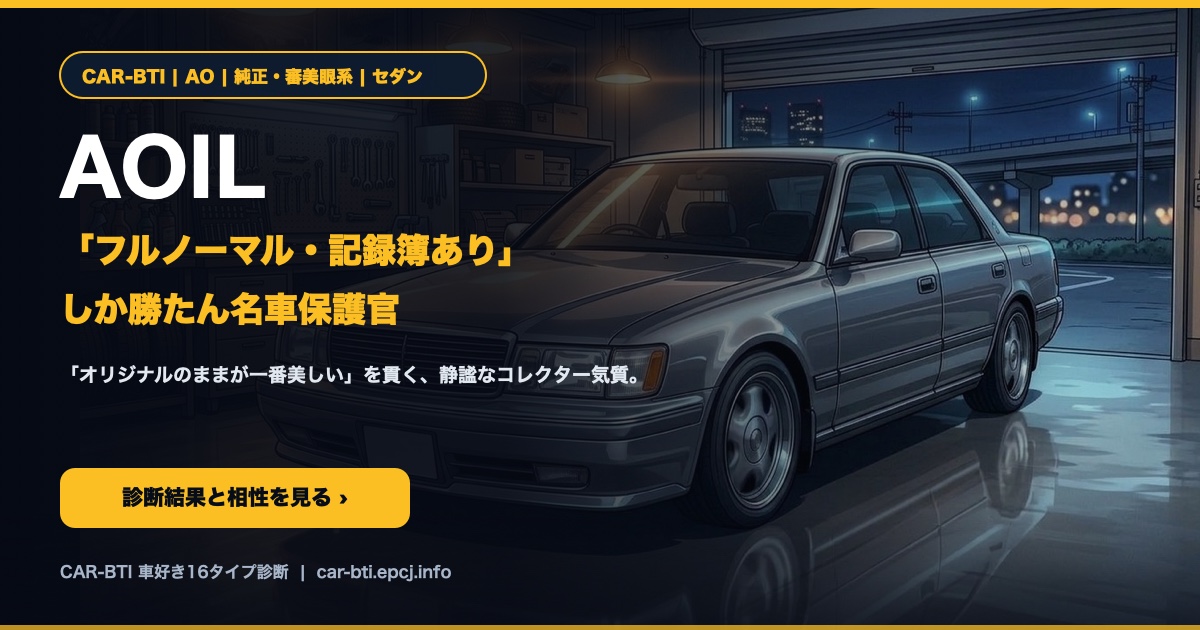 CAR-BTI | AO | 純正・審美眼系 | セダン
AOIL
「フルノーマル・記録簿あり」
しか勝たん名車保護官
「オリジナルのままが一番美しい」を貫く、静謐なコレクター気質。
診断結果と相性を見る ›
CAR-BTI 車好き16タイプ診断 | car-bti.epcj.info